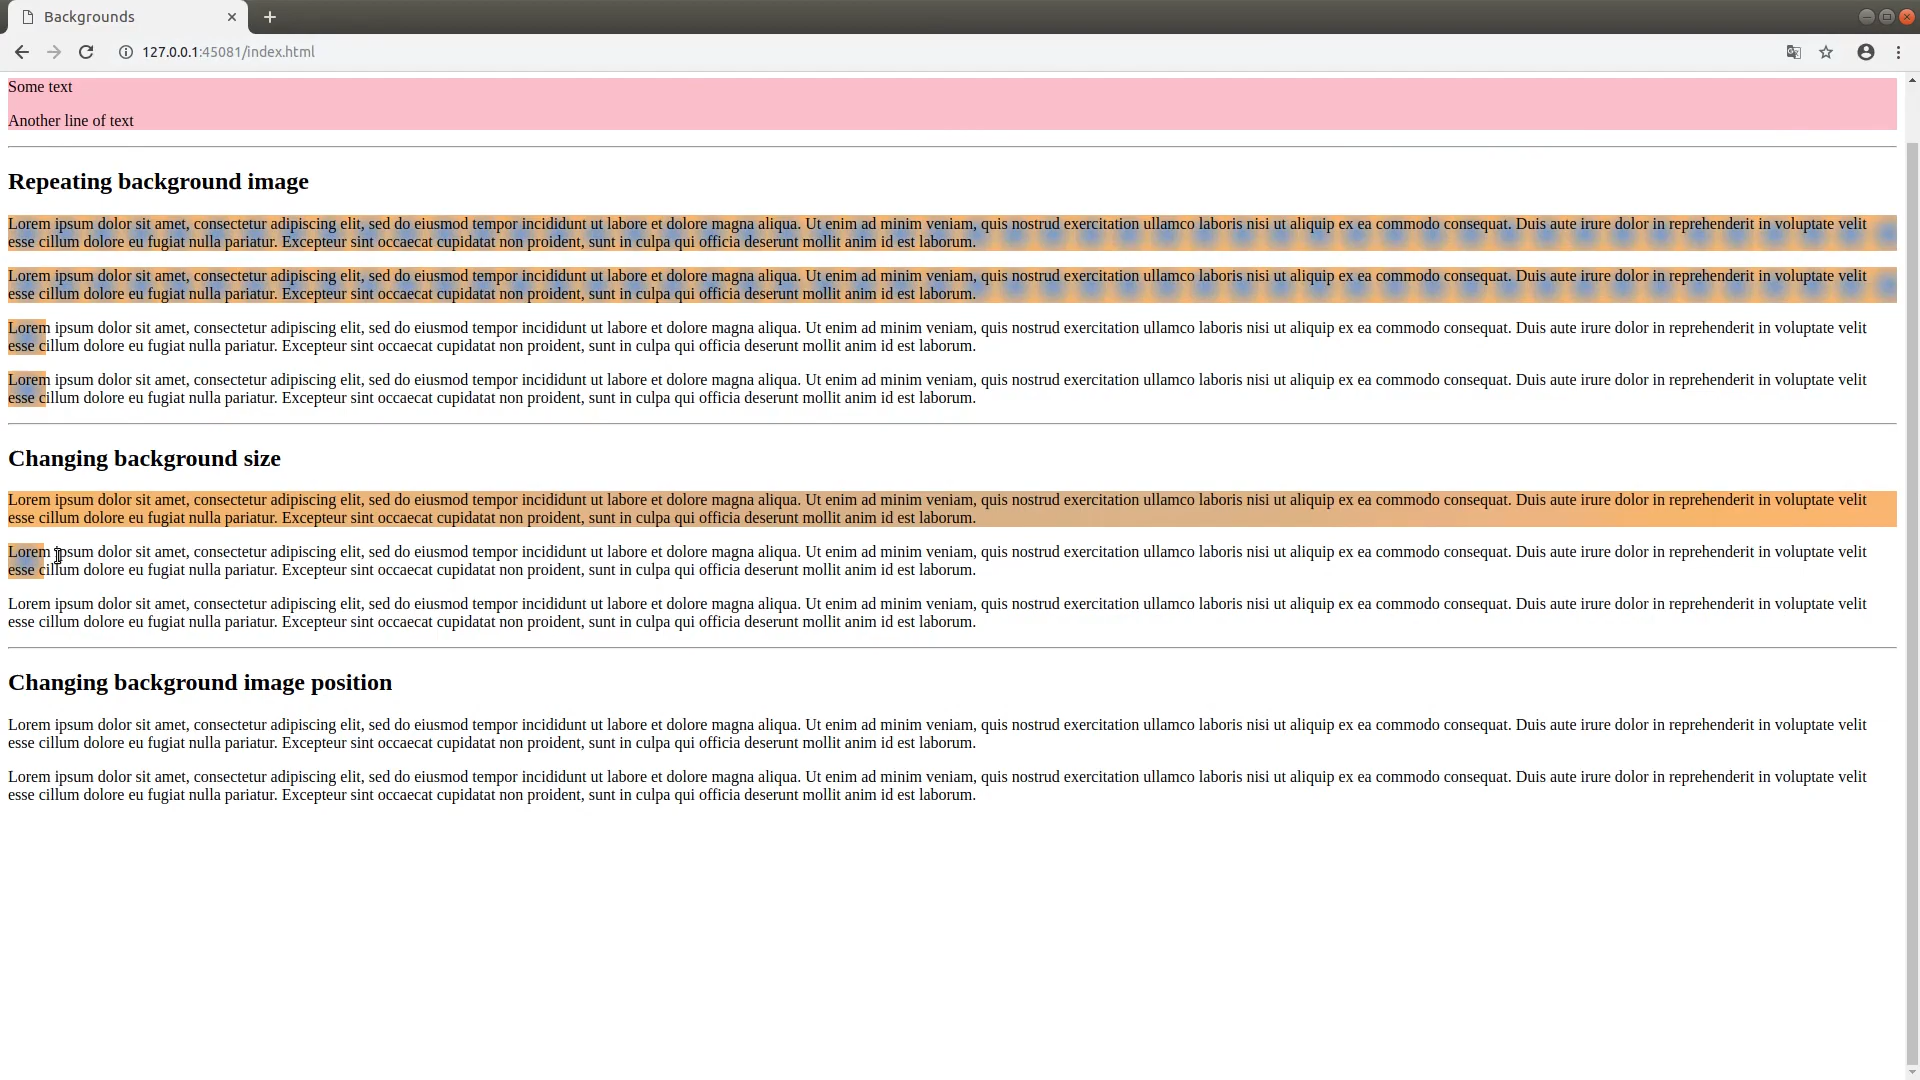 Backgrounds
127.0.0.1:45081/index.html
Some text
Another line of text
Repeating background image
Lorem ipsum dolor sit amet, consectetur adipiscing elit, sed do eiusmod tempor incididunt ut labore et dolore magna aliqua. Ut enim ad minim veniam, quis nostrud exercitation ullamco laboris nisi ut aliquip ex ea commodo consequat. Duis aute irure dolor in reprehenderit in voluptate velit
esse cillum dolore eu fugiat nulla pariatur. Excepteur sint occaecat cupidatat non proident, sunt in culpa qui officia deserunt mollit anim id est laborum.
Lorem ipsum dolor sit amet, consectetur adipiscing elit, sed do eiusmod tempor incididunt ut labore et dolore magna aliqua. Ut enim ad minim veniam, quis nostrud exercitation ullamco laboris nisi ut aliquip ex ea commodo consequat. Duis aute irure dolor in reprehenderit in voluptate velit
esse cillum dolore eu fugiat nulla pariatur. Excepteur sint occaecat cupidatat non proident, sunt in culpa qui officia deserunt mollit anim id est laborum.
Lorem ipsum dolor sit amet, consectetur adipiscing elit, sed do eiusmod tempor incididunt ut labore et dolore magna aliqua. Ut enim ad minim veniam, quis nostrud exercitation ullamco laboris nisi ut aliquip ex ea commodo consequat. Duis aute irure dolor in reprehenderit in voluptate velit
esse cillum dolore eu fugiat nulla pariatur. Excepteur sint occaecat cupidatat non proident, sunt in culpa qui officia deserunt mollit anim id est laborum.
Lorem ipsum dolor sit amet, consectetur adipiscing elit, sed do eiusmod tempor incididunt ut labore et dolore magna aliqua. Ut enim ad minim veniam, quis nostrud exercitation ullamco laboris nisi ut aliquip ex ea commodo consequat. Duis aute irure dolor in reprehenderit in voluptate velit
esse cillum dolore eu fugiat nulla pariatur. Excepteur sint occaecat cupidatat non proident, sunt in culpa qui officia deserunt mollit anim id est laborum.
Changing background size
Lorem ipsum dolor sit amet, consectetur adipiscing elit, sed do eiusmod tempor incididunt ut labore et dolore magna aliqua. Ut enim ad minim veniam, quis nostrud exercitation ullamco laboris nisi ut aliquip ex ea commodo consequat. Duis aute irure dolor in reprehenderit in voluptate velit
esse cillum dolore eu fugiat nulla pariatur. Excepteur sint occaecat cupidatat non proident, sunt in culpa qui officia deserunt mollit anim id est laborum.
Lorem ipsum dolor sit amet, consectetur adipiscing elit, sed do eiusmod tempor incididunt ut labore et dolore magna aliqua. Ut enim ad minim veniam, quis nostrud exercitation ullamco laboris nisi ut aliquip ex ea commodo consequat. Duis aute irure dolor in reprehenderit in voluptate velit
esse cillum dolore eu fugiat nulla pariatur. Excepteur sint occaecat cupidatat non proident, sunt in culpa qui officia deserunt mollit anim id est laborum.
Lorem ipsum dolor sit amet, consectetur adipiscing elit, sed do eiusmod tempor incididunt ut labore et dolore magna aliqua. Ut enim ad minim veniam, quis nostrud exercitation ullamco laboris nisi ut aliquip ex ea commodo consequat. Duis aute irure dolor in reprehenderit in voluptate velit
esse cillum dolore eu fugiat nulla pariatur. Excepteur sint occaecat cupidatat non proident, sunt in culpa qui officia deserunt mollit anim id est laborum.
Changing background image position
Lorem ipsum dolor sit amet, consectetur adipiscing elit, sed do eiusmod tempor incididunt ut labore et dolore magna aliqua. Ut enim ad minim veniam, quis nostrud exercitation ullamco laboris nisi ut aliquip ex ea commodo consequat. Duis aute irure dolor in reprehenderit in voluptate velit
esse cillum dolore eu fugiat nulla pariatur. Excepteur sint occaecat cupidatat non proident, sunt in culpa qui officia deserunt mollit anim id est laborum.
Lorem ipsum dolor sit amet, consectetur adipiscing elit, sed do eiusmod tempor incididunt ut labore et dolore magna aliqua. Ut enim ad minim veniam, quis nostrud exercitation ullamco laboris nisi ut aliquip ex ea commodo consequat. Duis aute irure dolor in reprehenderit in voluptate velit
esse cillum dolore eu fugiat nulla pariatur. Excepteur sint occaecat cupidatat non proident, sunt in culpa qui officia deserunt mollit anim id est laborum.